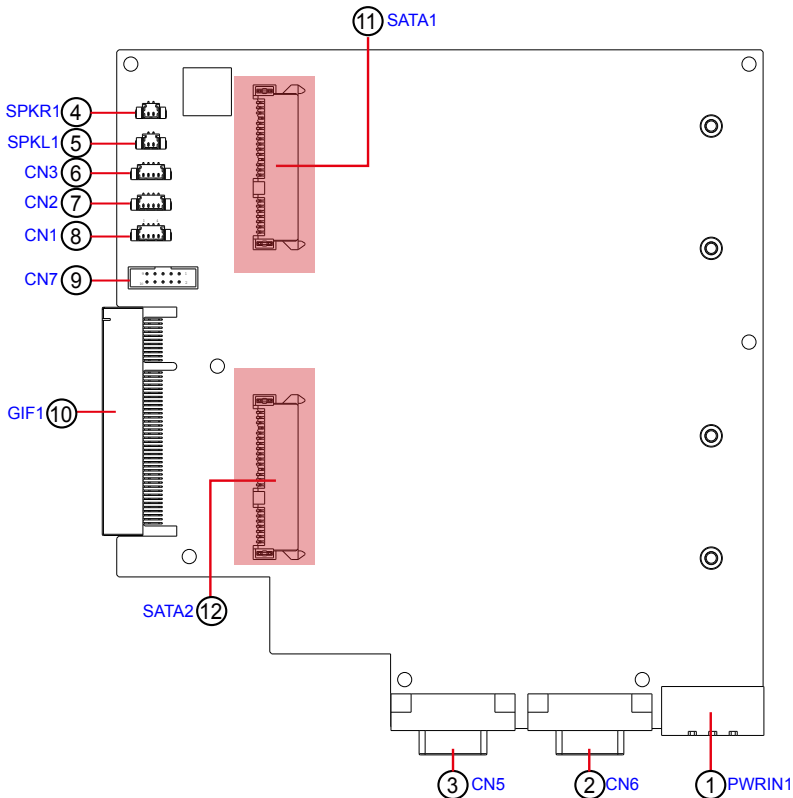 11 SATA1
SPKR1 4
SPKL1 5
CN3 6
CN2 7
CN1 8
CN7 9
GIF1 10
SATA2 12
3 CN5
2 CN6
1 PWRIN1